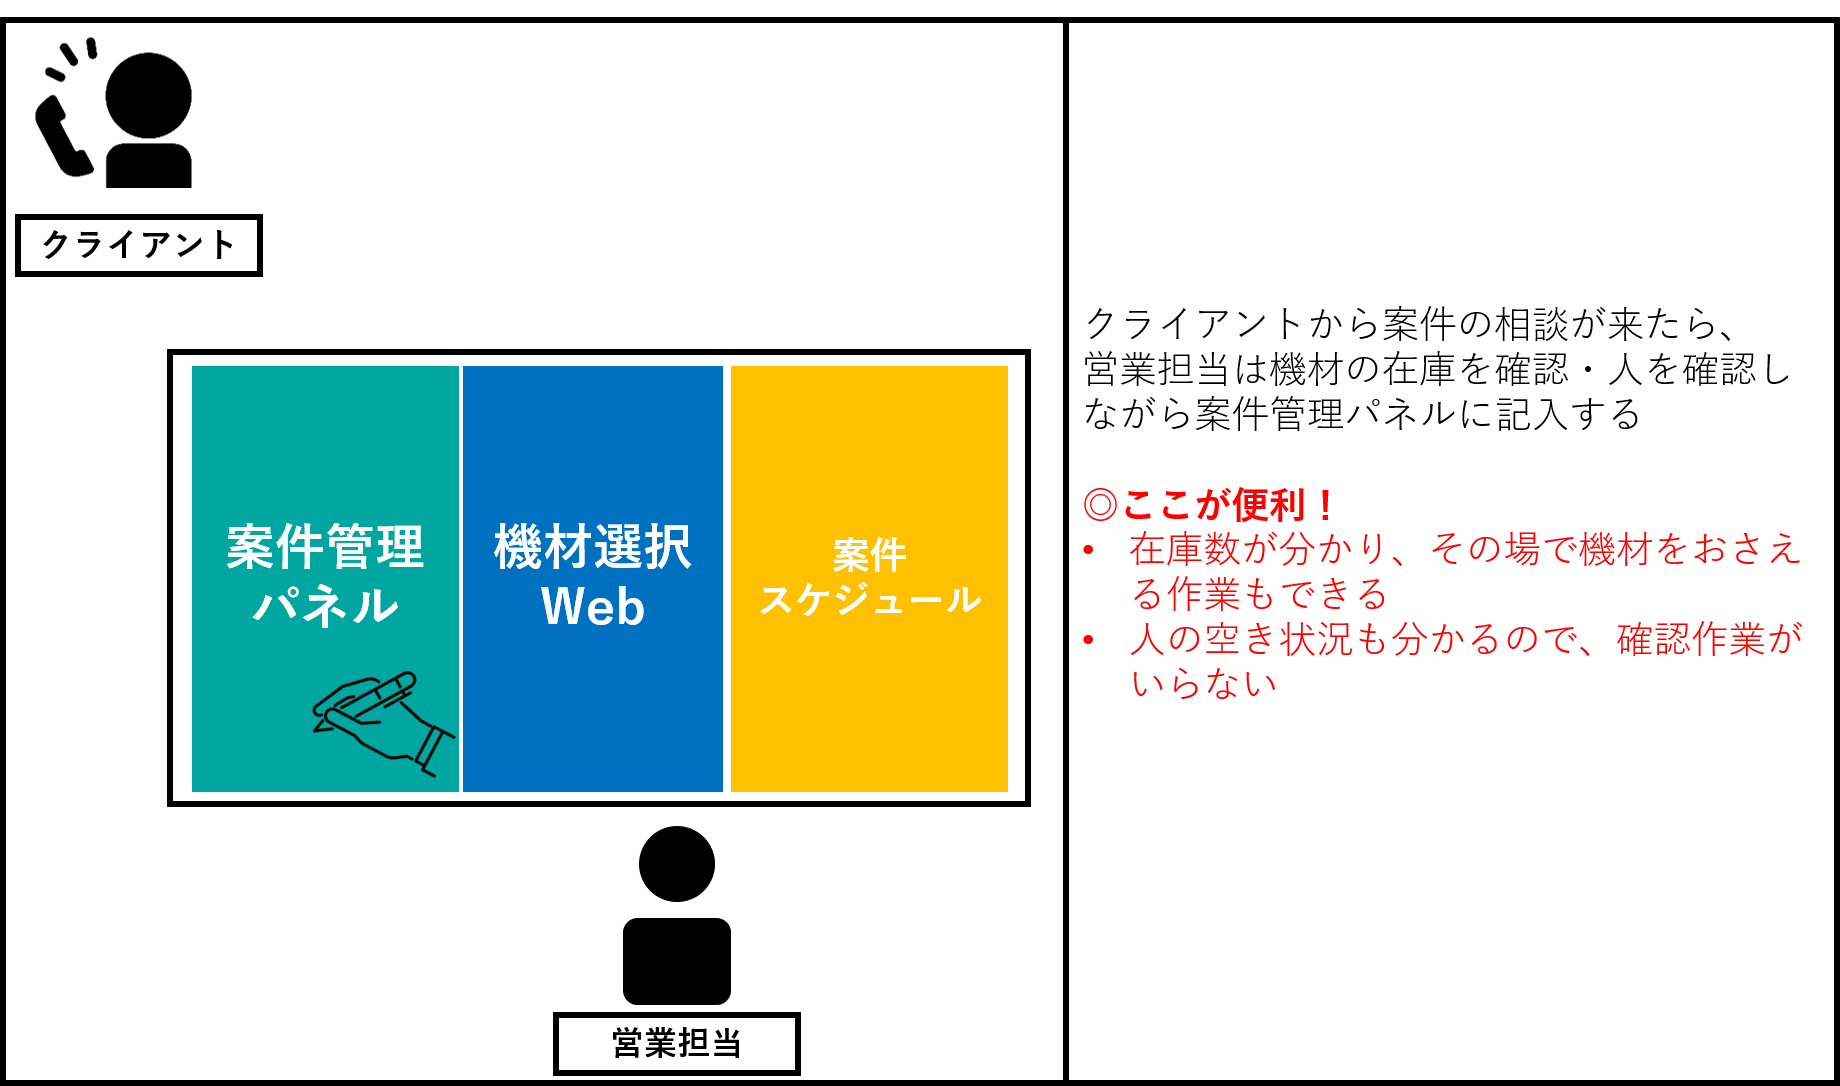 クライアント
案件管理
パネル
機材選択
Web
案件
スケジュール
営業担当
クライアントから案件の相談が来たら、
営業担当は機材の在庫を確認・人を確認し
ながら案件管理パネルに記入する
◎ここが便利！
• 在庫数が分かり、その場で機材をおさえ
る作業もできる
• 人の空き状況も分かるので、確認作業が
いらない